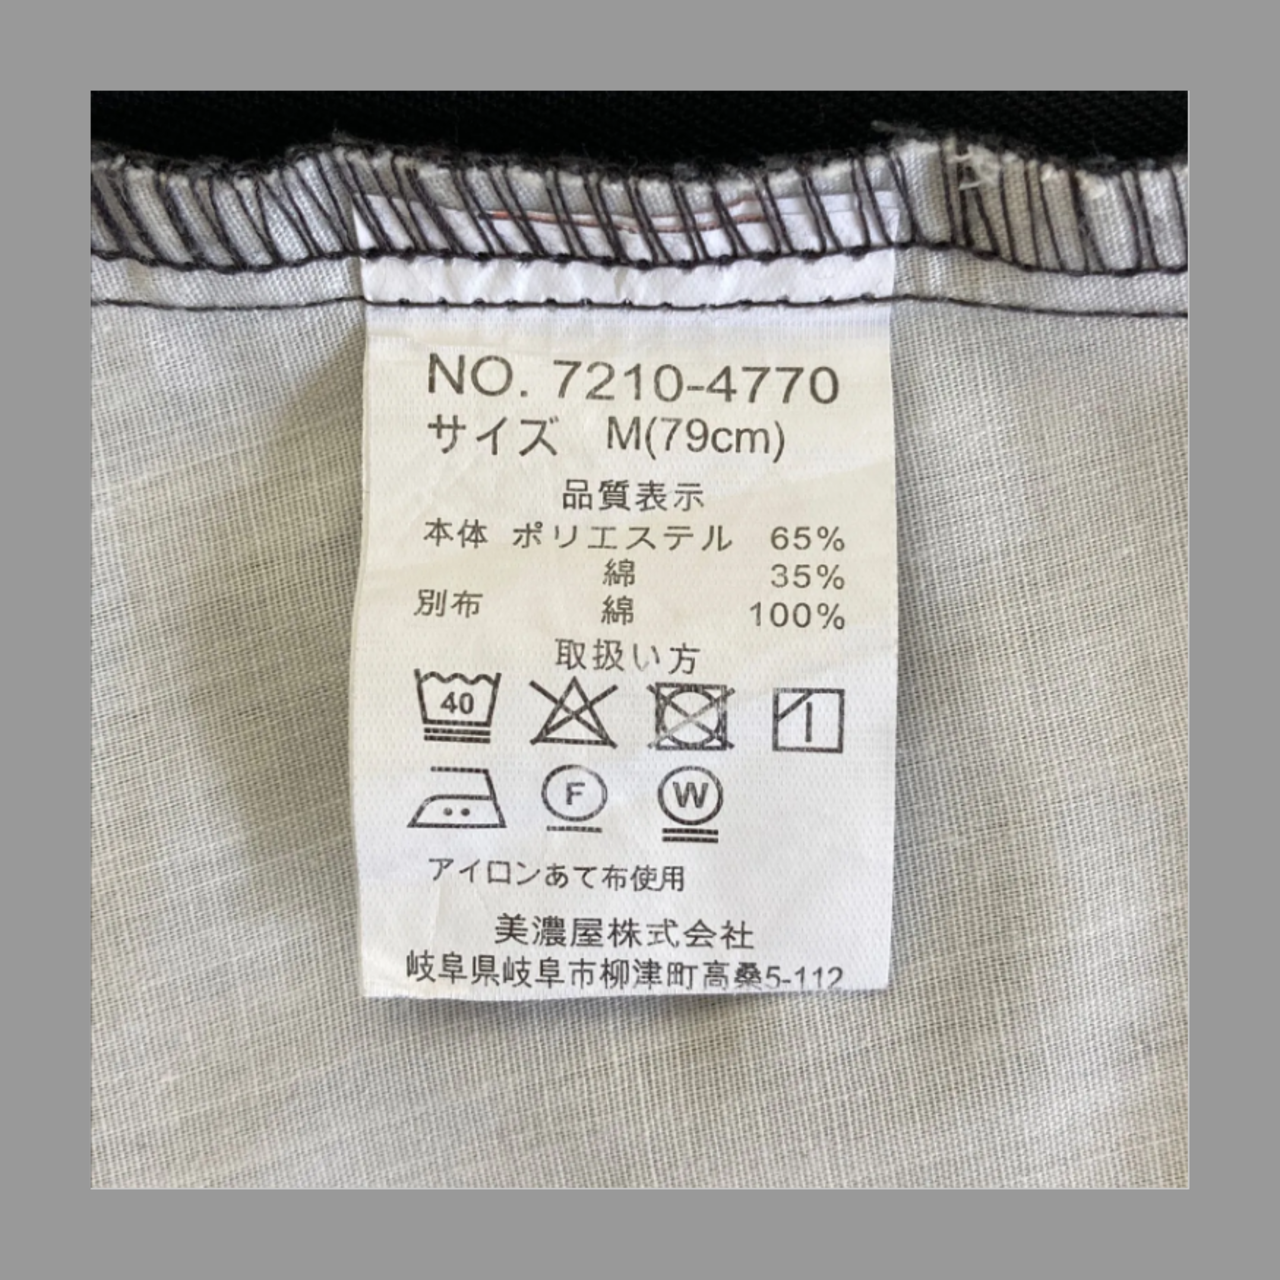 NO. 7210-4770
サイズ M(79cm)
品質表示
本体 ポリエステル 65%
綿 35%
別布 綿 100%
取扱い方
40
F W
アイロンあて布使用
美濃屋株式会社
岐阜県岐阜市柳津町高桑5-112